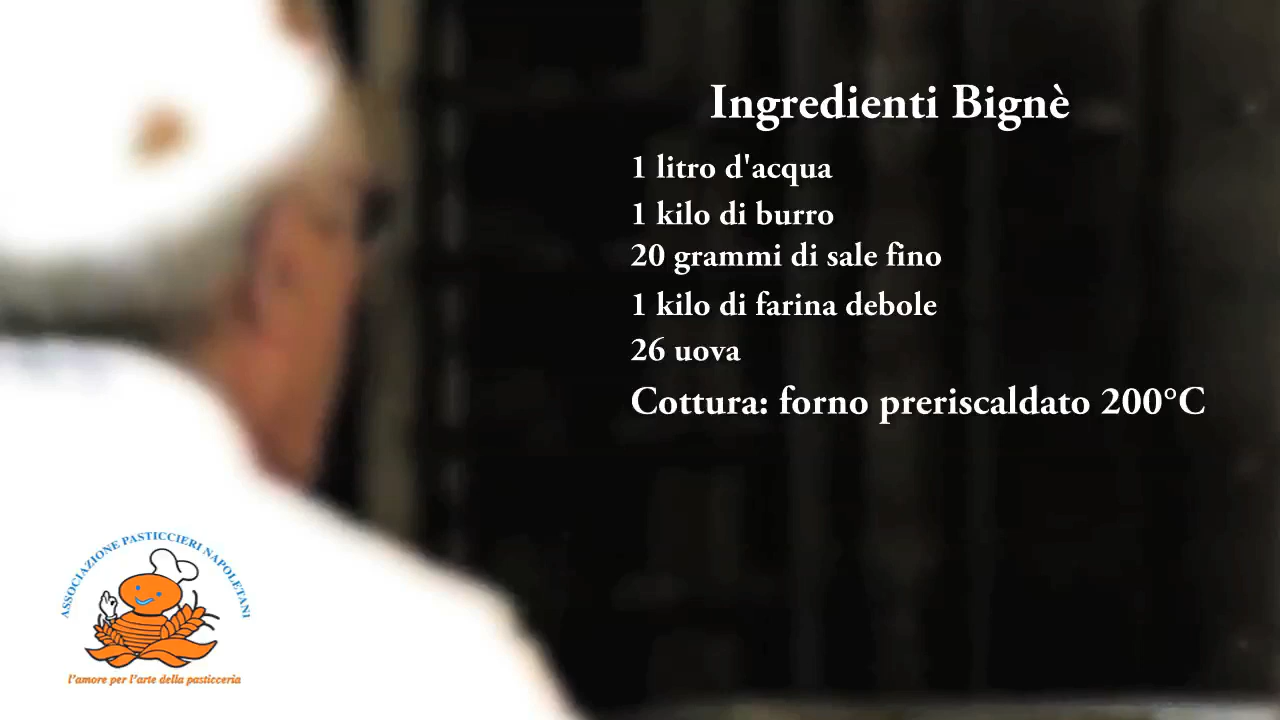 Ingredienti Bignè
1 litro d'acqua
1 kilo di burro
20 grammi di sale fino
1 kilo di farina debole
26 uova
Cottura: forno preriscaldato 200°C
ASSOCIAZIONE PASTICCIERI NAPOLETANI
l'amore per l'arte della pasticceria